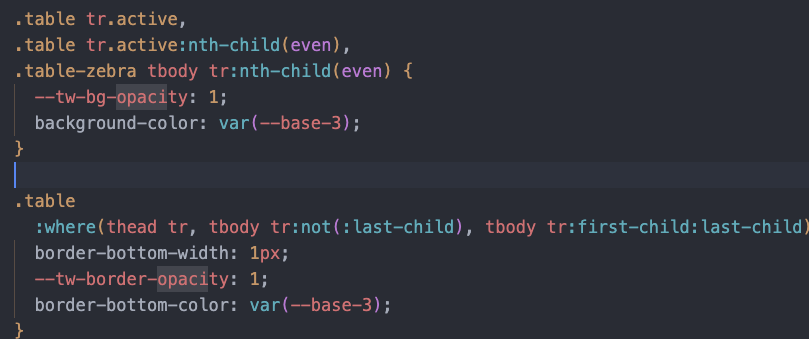 .table tr.active,
.table tr.active:nth-child(even),
.table-zebra tbody tr:nth-child(even) {
--tw-bg-opacity: 1;
background-color: var(--base-3);
}
.table
:where(thead tr, tbody tr:not(:last-child), tbody tr:first-child:last-child)
border-bottom-width: 1px;
--tw-border-opacity: 1;
border-bottom-color: var(--base-3);
}